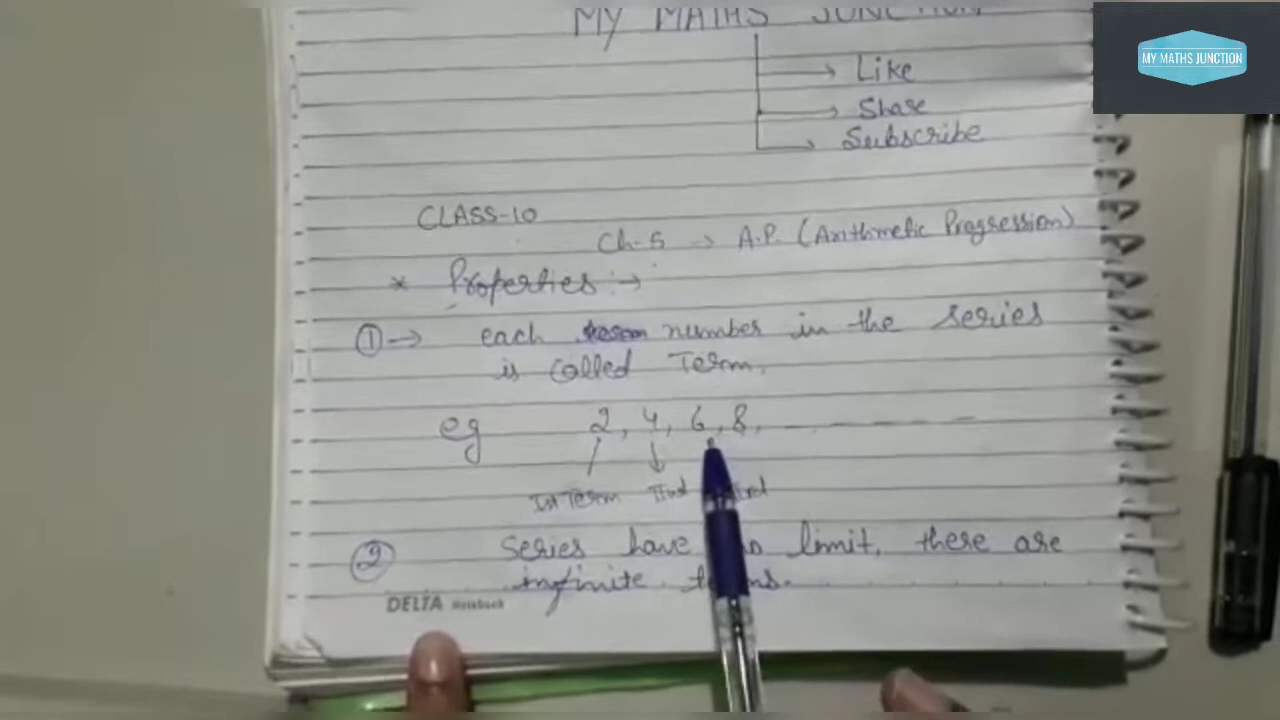 MY MATHS JUNCTION
MY MATHS JUNCTION
→ Like
→ Share
→ Subscribe
CLASS-10
Ch-5 → A.P. (Arithmetic Progression)
* Properties :→
① → each number in the series
is called Term.
eg 2, 4, 6, 8, — — — — — —
Ist Term IInd
② Series have limit, there are
infinite
DELTA Notebook